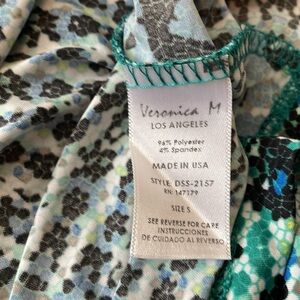 Veronica M
LOS ANGELES
96% Polyester
4% Spandex
MADE IN USA
STYLE: DSS-2157
RN: 147179
SIZE S
SEE REVERSE FOR CARE
INSTRUCCIONES
DE CUIDADO AL REVERSO